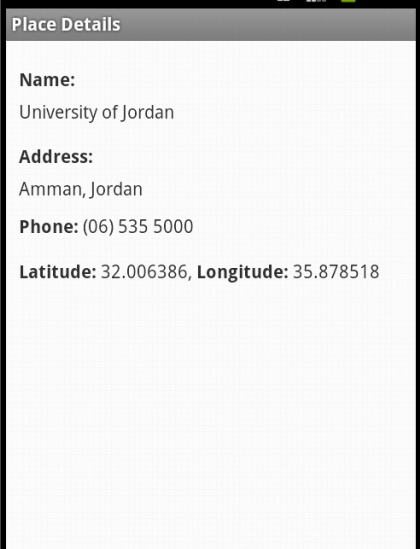 Place Details
Name:
University of Jordan
Address:
Amman, Jordan
Phone: (06) 535 5000
Latitude: 32.006386, Longitude: 35.878518